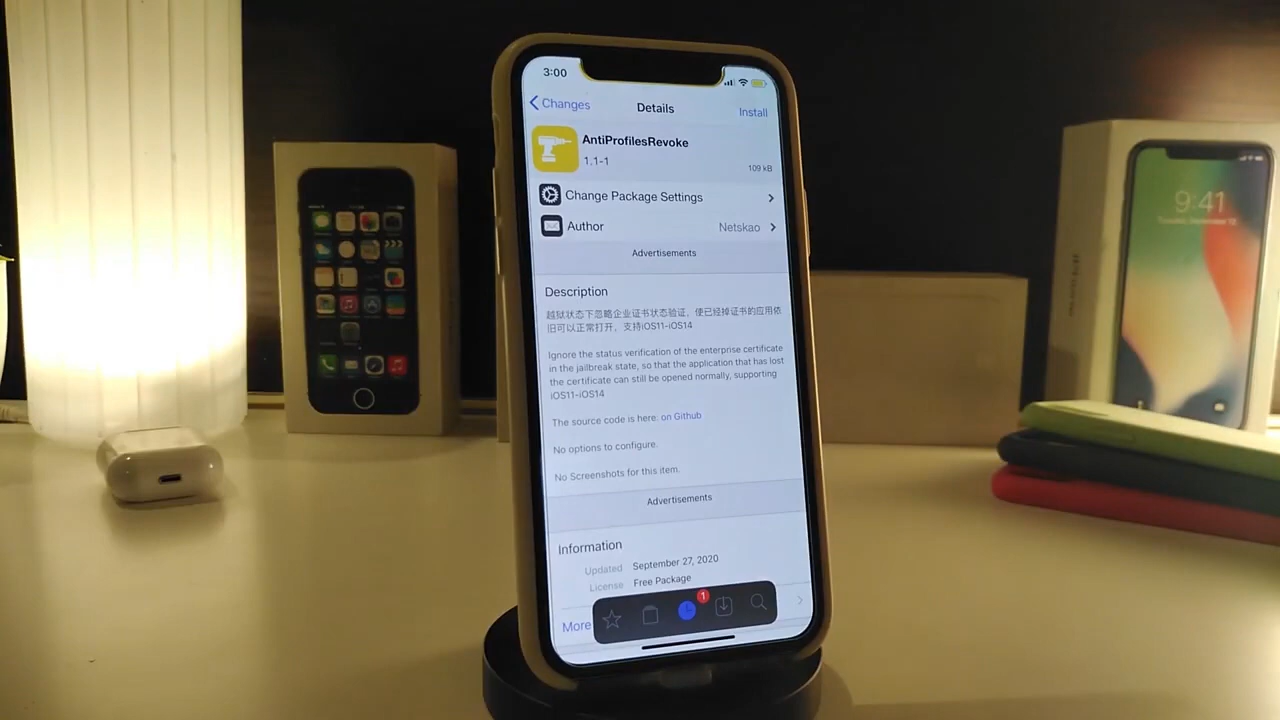 3:00
Changes
Details
Install
AntiProfilesRevoke
1.1-1
109 kB
Change Package Settings
Author
Netskao
Advertisements
Description
越狱状态下忽略企业证书状态验证，使已经掉证书的应用依
旧可以正常打开，支持iOS11-iOS14
Ignore the status verification of the enterprise certificate
in the jailbreak state, so that the application that has lost
the certificate can still be opened normally, supporting
iOS11-iOS14
The source code is here: on Github
No options to configure.
No Screenshots for this item.
Advertisements
Information
Updated September 27, 2020
License Free Package
1
More
9:41